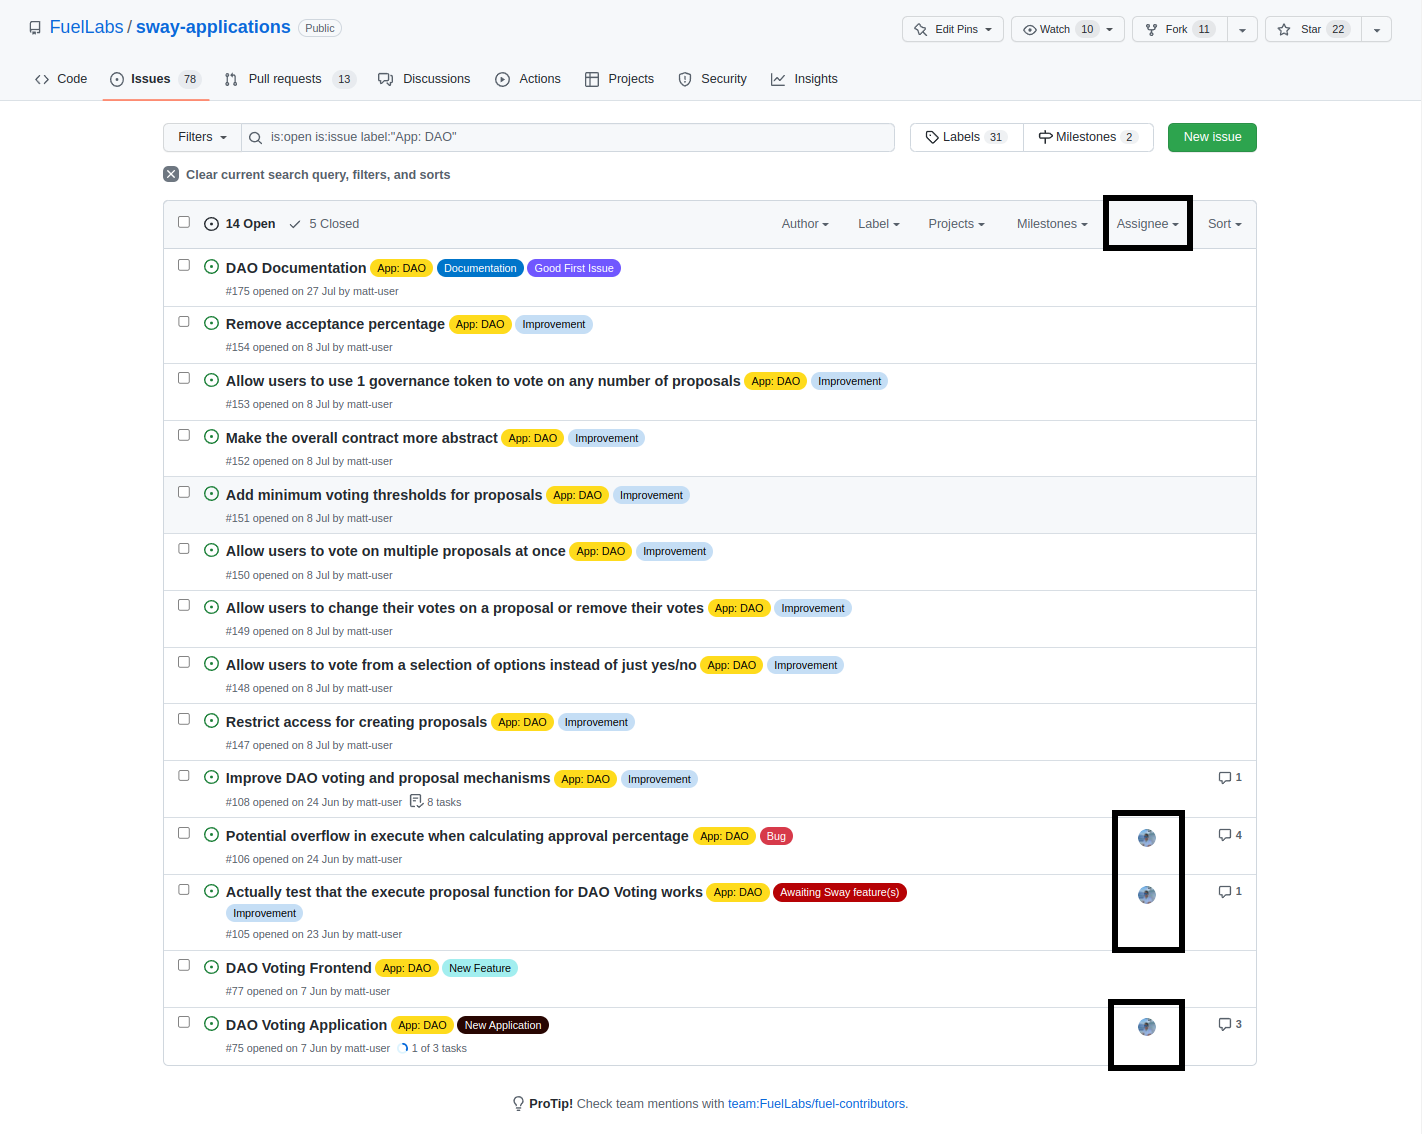 FuelLabs / sway-applications Public
Edit Pins Watch 10 Fork 11 Star 22
Code Issues 78 Pull requests 13 Discussions Actions Projects Security Insights
Filters is:open is:issue label:"App: DAO" Labels 31 Milestones 2 New issue
Clear current search query, filters, and sorts
14 Open 5 Closed Author Label Projects Milestones Assignee Sort
DAO Documentation App: DAO Documentation Good First Issue
#175 opened on 27 Jul by matt-user
Remove acceptance percentage App: DAO Improvement
#154 opened on 8 Jul by matt-user
Allow users to use 1 governance token to vote on any number of proposals App: DAO Improvement
#153 opened on 8 Jul by matt-user
Make the overall contract more abstract App: DAO Improvement
#152 opened on 8 Jul by matt-user
Add minimum voting thresholds for proposals App: DAO Improvement
#151 opened on 8 Jul by matt-user
Allow users to vote on multiple proposals at once App: DAO Improvement
#150 opened on 8 Jul by matt-user
Allow users to change their votes on a proposal or remove their votes App: DAO Improvement
#149 opened on 8 Jul by matt-user
Allow users to vote from a selection of options instead of just yes/no App: DAO Improvement
#148 opened on 8 Jul by matt-user
Restrict access for creating proposals App: DAO Improvement
#147 opened on 8 Jul by matt-user
Improve DAO voting and proposal mechanisms App: DAO Improvement 1
#108 opened on 24 Jun by matt-user 8 tasks
Potential overflow in execute when calculating approval percentage App: DAO Bug 4
#106 opened on 24 Jun by matt-user
Actually test that the execute proposal function for DAO Voting works App: DAO Awaiting Sway feature(s) 1
Improvement
#105 opened on 23 Jun by matt-user
DAO Voting Frontend App: DAO New Feature
#77 opened on 7 Jun by matt-user
DAO Voting Application App: DAO New Application 3
#75 opened on 7 Jun by matt-user 1 of 3 tasks
ProTip! Check team mentions with team:FuelLabs/fuel-contributors.